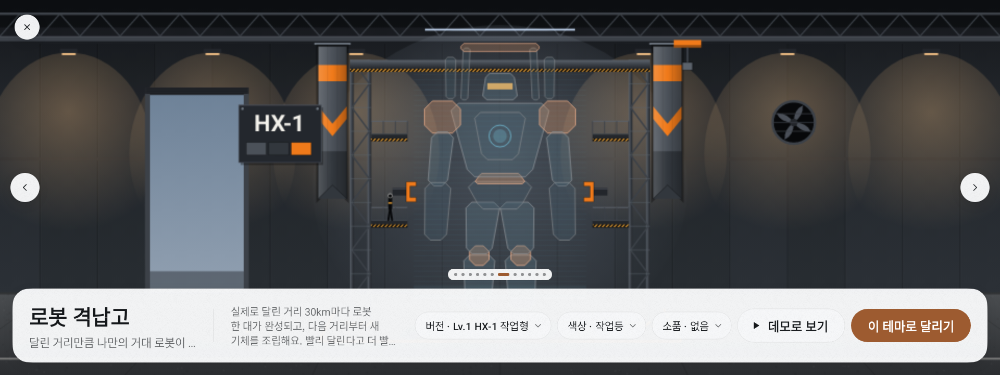 HX-1
로봇 격납고
달린 거리만큼 나만의 거대 로봇이 ...
실제로 달린 거리 30km마다 로봇
한 대가 완성되고, 다음 거리부터 새
기체를 조립해요. 빨리 달린다고 더 빨...
버전 · Lv.1 HX-1 작업형
색상 · 작업등
소품 · 없음
데모로 보기
이 테마로 달리기